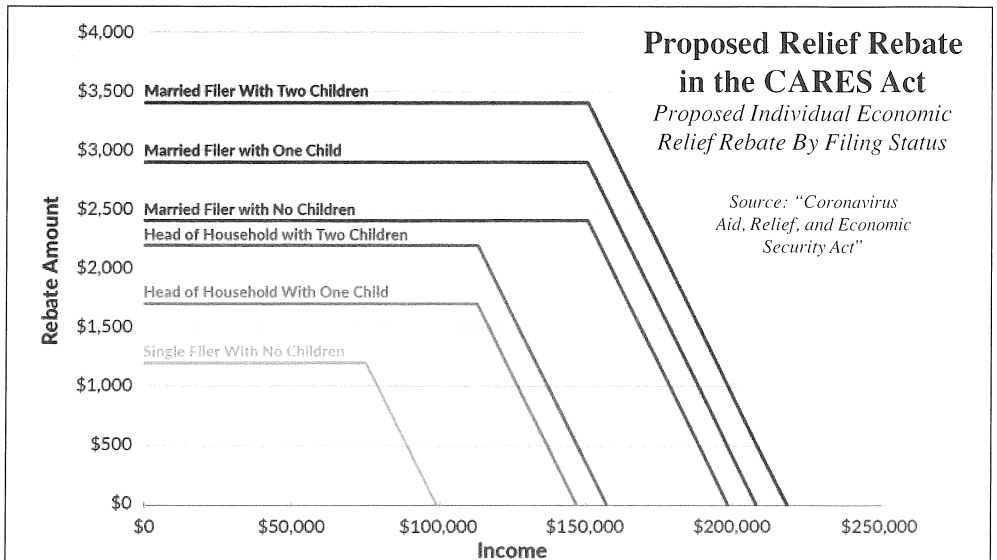 Proposed Relief Rebate
in the CARES Act
Proposed Individual Economic
Relief Rebate By Filing Status
Source: “Coronavirus
Aid, Relief, and Economic
Security Act”
Rebate Amount
$4,000
$3,500
Married Filer With Two Children
$3,000
Married Filer with One Child
$2,500
Married Filer with No Children
Head of Household with Two Children
$2,000
Head of Household With One Child
$1,500
Single Filer With No Children
$1,000
$500
$0
$0
$50,000
$100,000
$150,000
$200,000
$250,000
Income